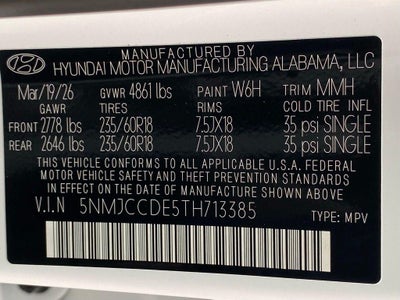 MANUFACTURED BY
HYUNDAI MOTOR MANUFACTURING ALABAMA, LLC
Mar/19/26 GVWR 4861 lbs PAINT W6H TRIM MMH
GAWR TIRES RIMS COLD TIRE INFL
FRONT 2778 lbs 235/60R18 7.5JX18 35 psi SINGLE
REAR 2646 lbs 235/60R18 7.5JX18 35 psi SINGLE
THIS VEHICLE CONFORMS TO ALL APPLICABLE U.S.A. FEDERAL
MOTOR VEHICLE SAFETY AND THEFT PREVENTION STANDARDS
IN EFFECT ON THE DATE OF MANUFACTURE SHOWN ABOVE.
V.I.N 5NMJCCDE5TH713385 TYPE: MPV